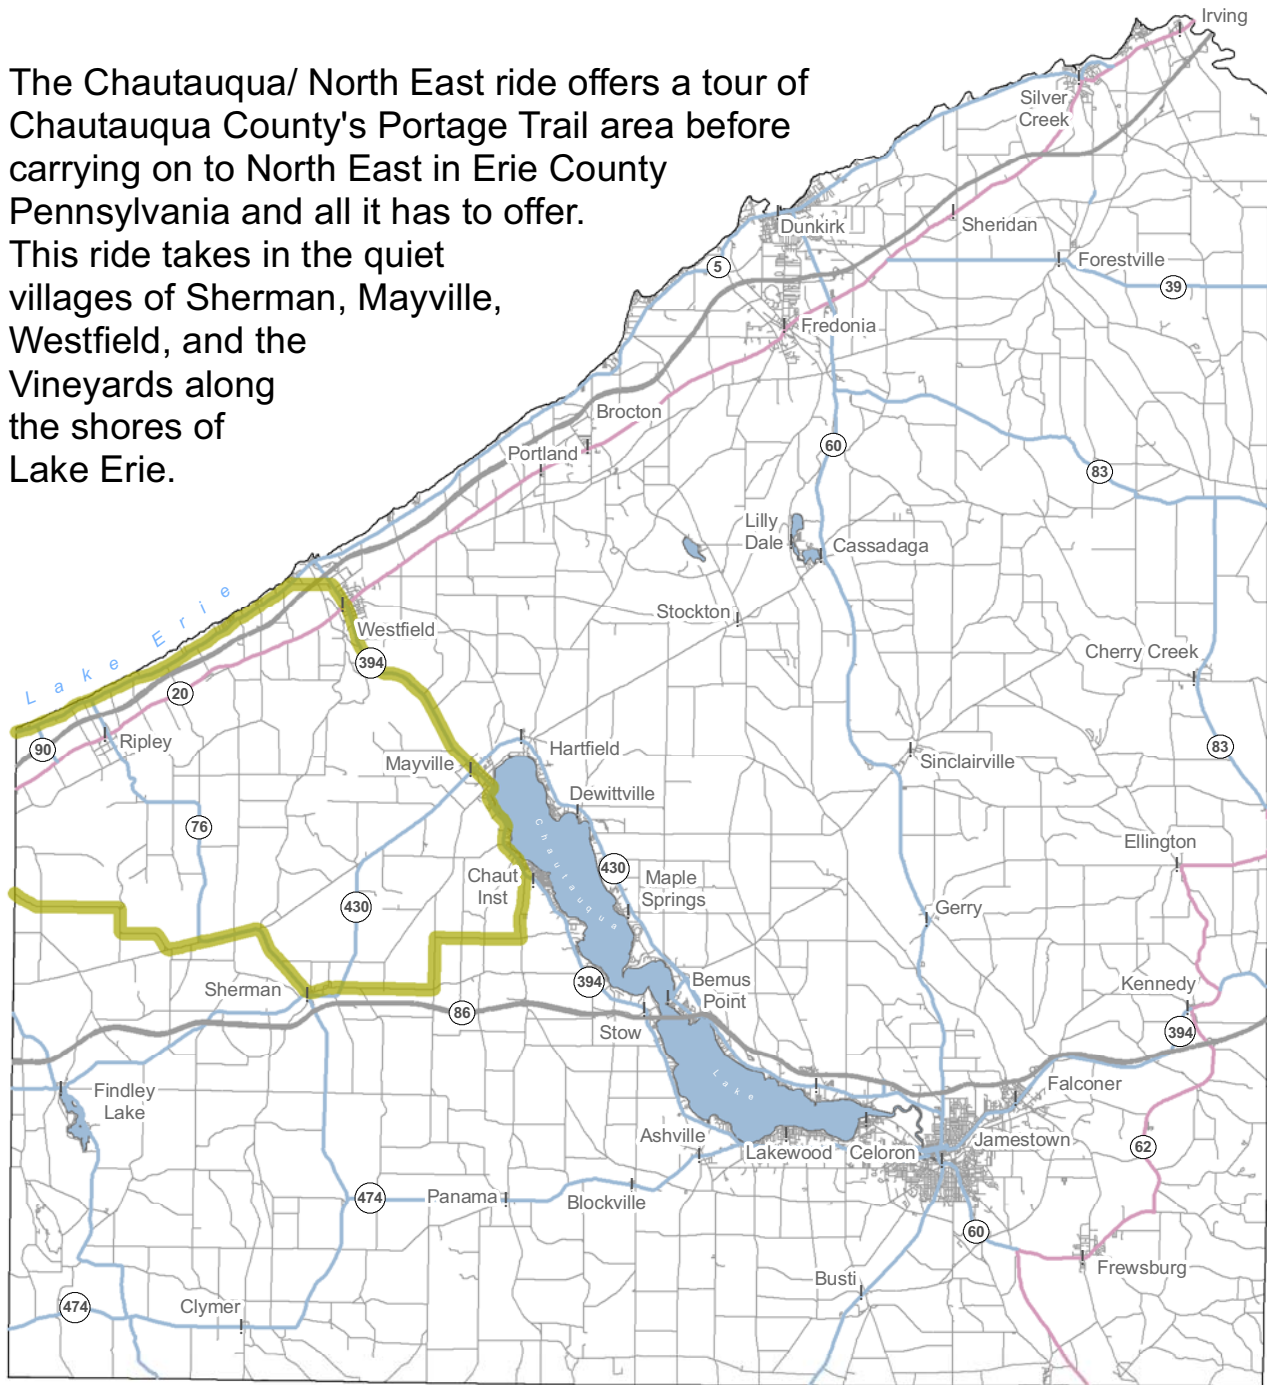 The Chautauqua/ North East ride offers a tour of
Chautauqua County's Portage Trail area before
carrying on to North East in Erie County
Pennsylvania and all it has to offer.
This ride takes in the quiet
villages of Sherman, Mayville,
Westfield, and the
Vineyards along
the shores of
Lake Erie.
Irving
Silver
Creek
Dunkirk
Sheridan
5
Forestville
39
Fredonia
Brocton
60
Portland
83
Lilly
Dale
Cassadaga
Lake Erie
Stockton
Westfield
394
Cherry Creek
20
90
Ripley
Hartfield
83
Mayville
Sinclairville
Dewittville
76
Chautauqua
Ellington
430
Chaut
Inst
Maple
Springs
430
Gerry
394
Sherman
Bemus
Point
Kennedy
86
Stow
394
Findley
Lake
Lake
Falconer
Ashville
Lakewood
Celoron
Jamestown
62
474
Panama
Blockville
60
Frewsburg
Busti
474
Clymer